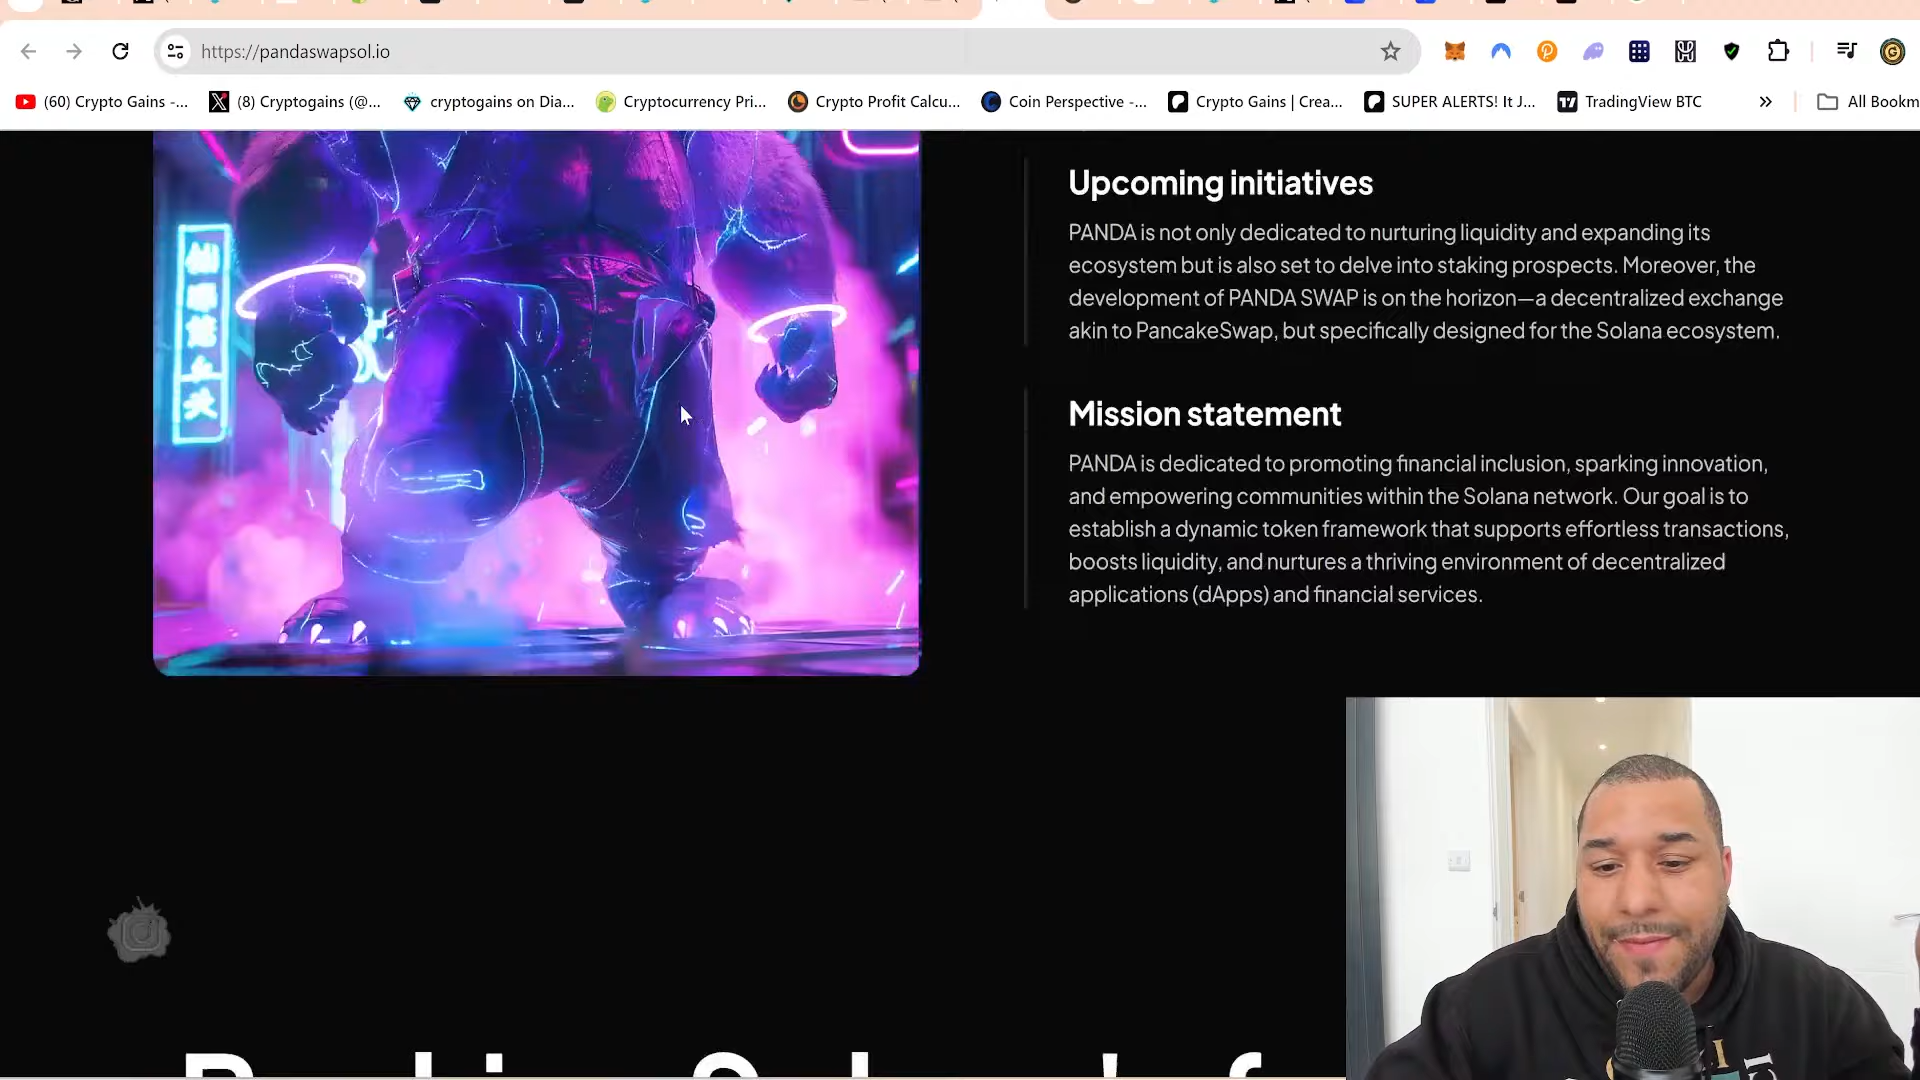 https://pandaswapsol.io
(60) Crypto Gains -... (8) Cryptogains (@... cryptogains on Dia... Cryptocurrency Pri... Crypto Profit Calcu... Coin Perspective -... Crypto Gains | Crea... SUPER ALERTS! It J... TradingView BTC » All Bookm
Upcoming initiatives
PANDA is not only dedicated to nurturing liquidity and expanding its
ecosystem but is also set to delve into staking prospects. Moreover, the
development of PANDA SWAP is on the horizon—a decentralized exchange
akin to PancakeSwap, but specifically designed for the Solana ecosystem.
Mission statement
PANDA is dedicated to promoting financial inclusion, sparking innovation,
and empowering communities within the Solana network. Our goal is to
establish a dynamic token framework that supports effortless transactions,
boosts liquidity, and nurtures a thriving environment of decentralized
applications (dApps) and financial services.